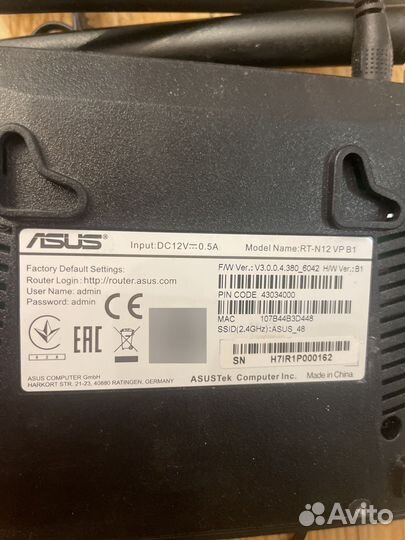 ASUS Input:DC12V⎓0.5A Model Name:RT-N12 VP B1
Factory Default Settings:
Router Login: http://router.asus.com
User Name: admin
Password: admin
F/W Ver.: V3.0.0.4.380_6042 H/W Ver.: B1
PIN CODE 43034000
MAC 107B44B3D448
SSID(2.4GHz):ASUS_48
SN H7IR1P000162
EAC
ASUS COMPUTER GmbH
HARKORT STR. 21-23, 40880 RATINGEN, GERMANY
ASUSTek Computer Inc. Made in China
Avito